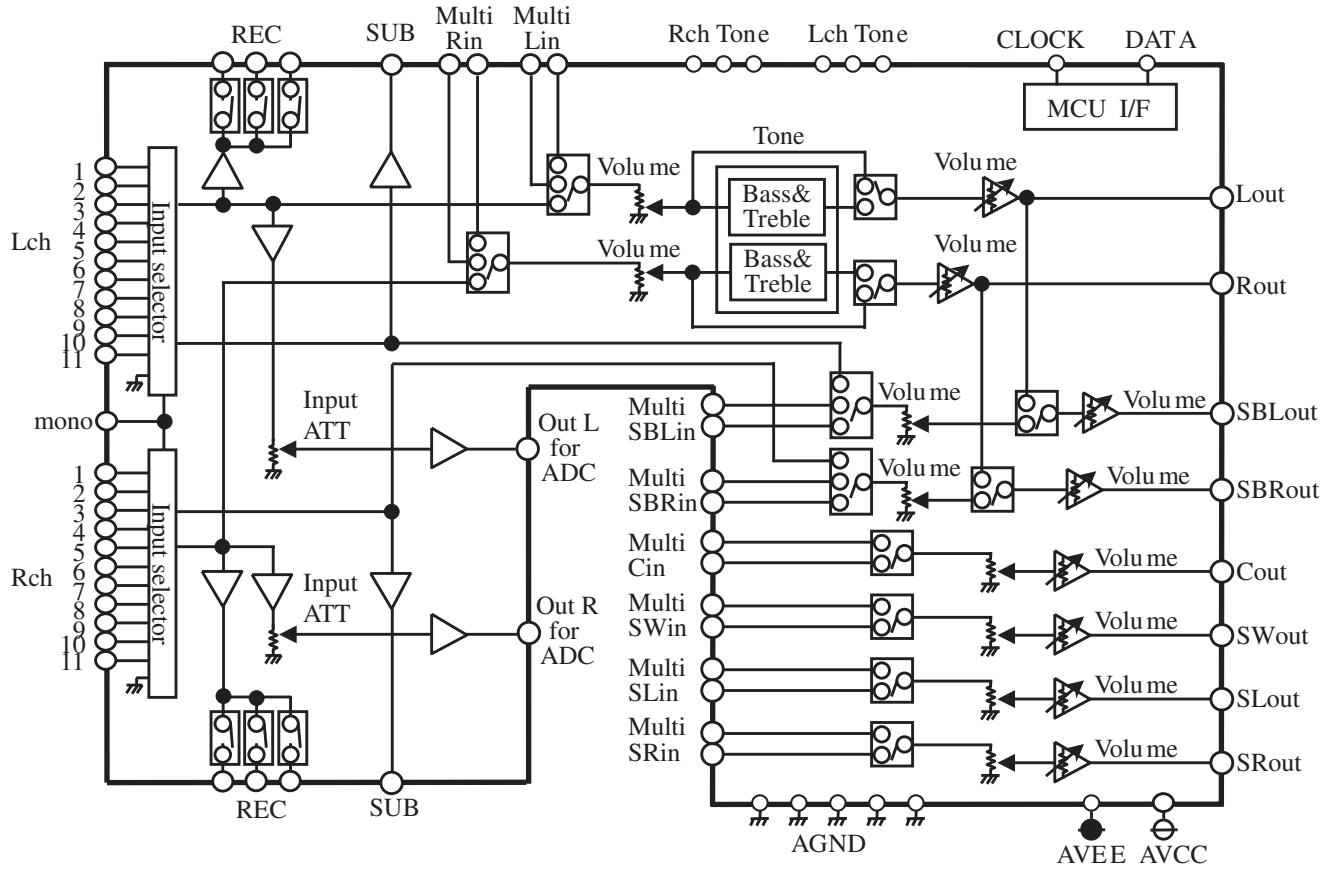 REC
SUB
Multi
Rin
Multi
Lin
Rch Tone
Lch Tone
CLOCK
DATA
MCU I/F
Tone
Volume
Bass&
Treble
Volume
Lout
Volume
Bass&
Treble
Volume
Rout
Lch
1
2
3
4
5
6
7
8
9
10
11
Input selector
mono
Input
ATT
Out L
for
ADC
Multi
SBLin
Volume
Volume
SBLout
Multi
SBRin
Volume
Volume
SBRout
Rch
1
2
3
4
5
6
7
8
9
10
11
Input selector
Input
ATT
Out R
for
ADC
Multi
Cin
Volume
Cout
Multi
SWin
Volume
SWout
Multi
SLin
Volume
SLout
Multi
SRin
Volume
SRout
REC
SUB
AGND
AVEE
AVCC